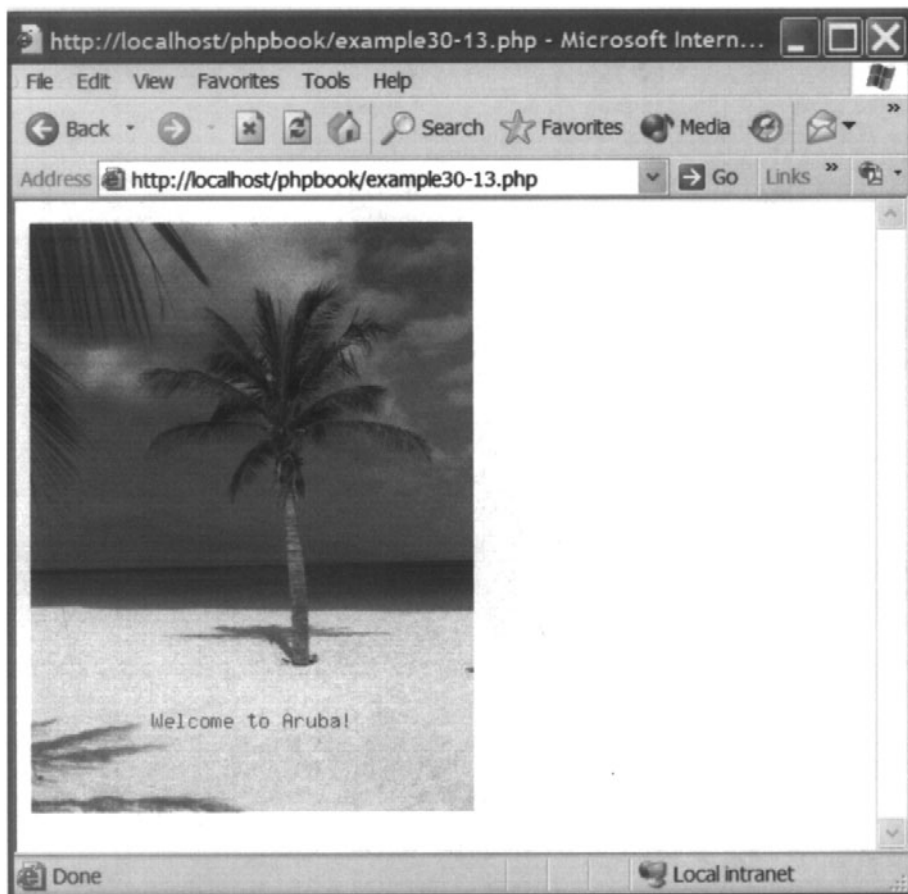 http://localhost/phpbook/example30-13.php - Microsoft Intern...
File Edit View Favorites Tools Help
Back Search Favorites Media »
Address http://localhost/phpbook/example30-13.php Go Links »
Welcome to Aruba!
Done Local intranet